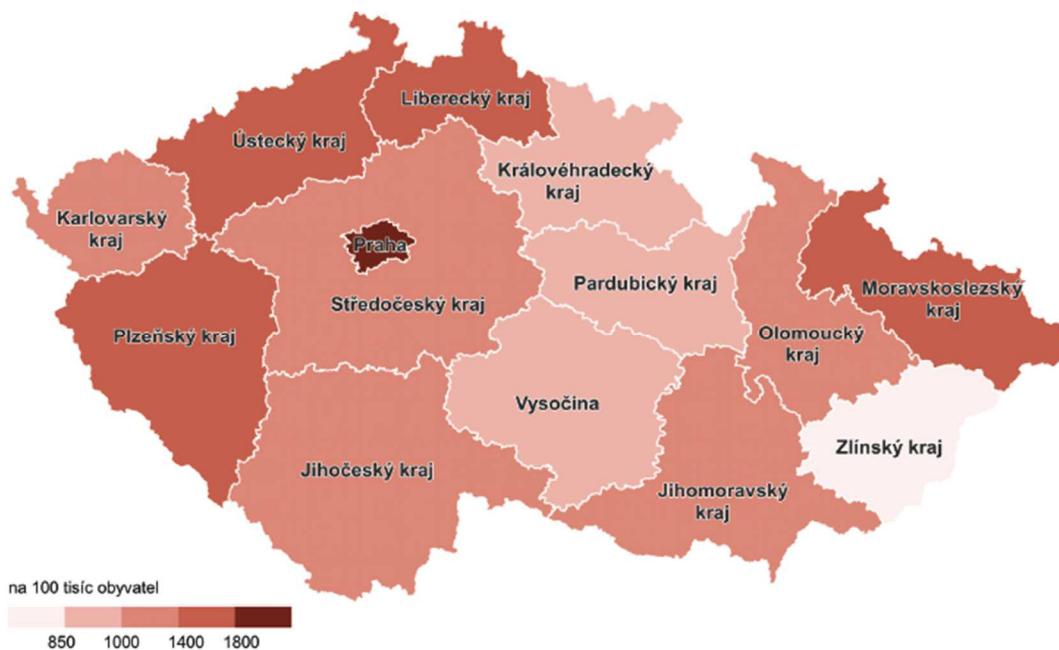 Liberecký kraj
Ústecký kraj
Královéhradecký
kraj
Karlovarský
kraj
Praha
Pardubický kraj
Moravskoslezský
kraj
Středočeský kraj
Plzeňský kraj
Olomoucký
kraj
Vysočina
Zlínský kraj
Jihočeský kraj
Jihomoravský
kraj
na 100 tisíc obyvatel
850 1000 1400 1800